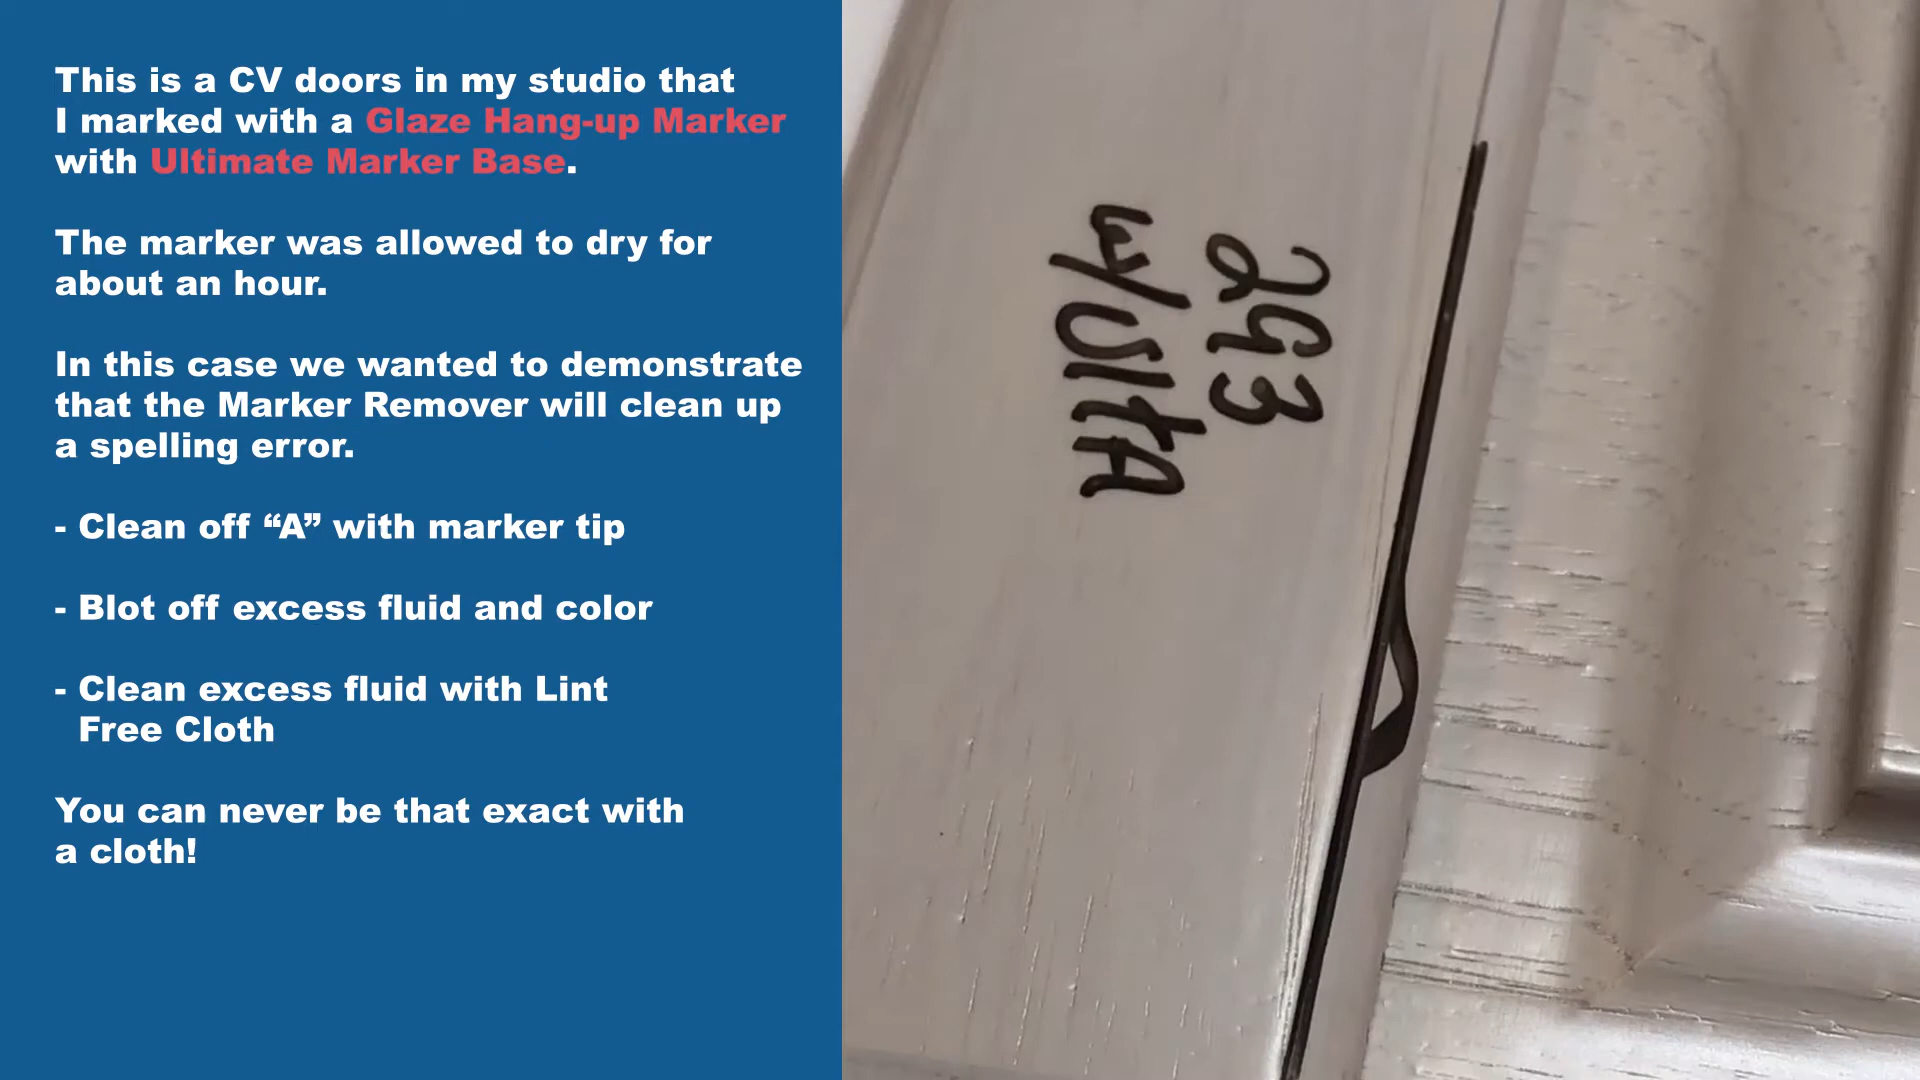 This is a CV doors in my studio that
I marked with a Glaze Hang-up Marker
with Ultimate Marker Base.
The marker was allowed to dry for
about an hour.
In this case we wanted to demonstrate
that the Marker Remover will clean up
a spelling error.
- Clean off “A” with marker tip
- Blot off excess fluid and color
- Clean excess fluid with Lint
Free Cloth
You can never be that exact with
a cloth!
293
w/UltA